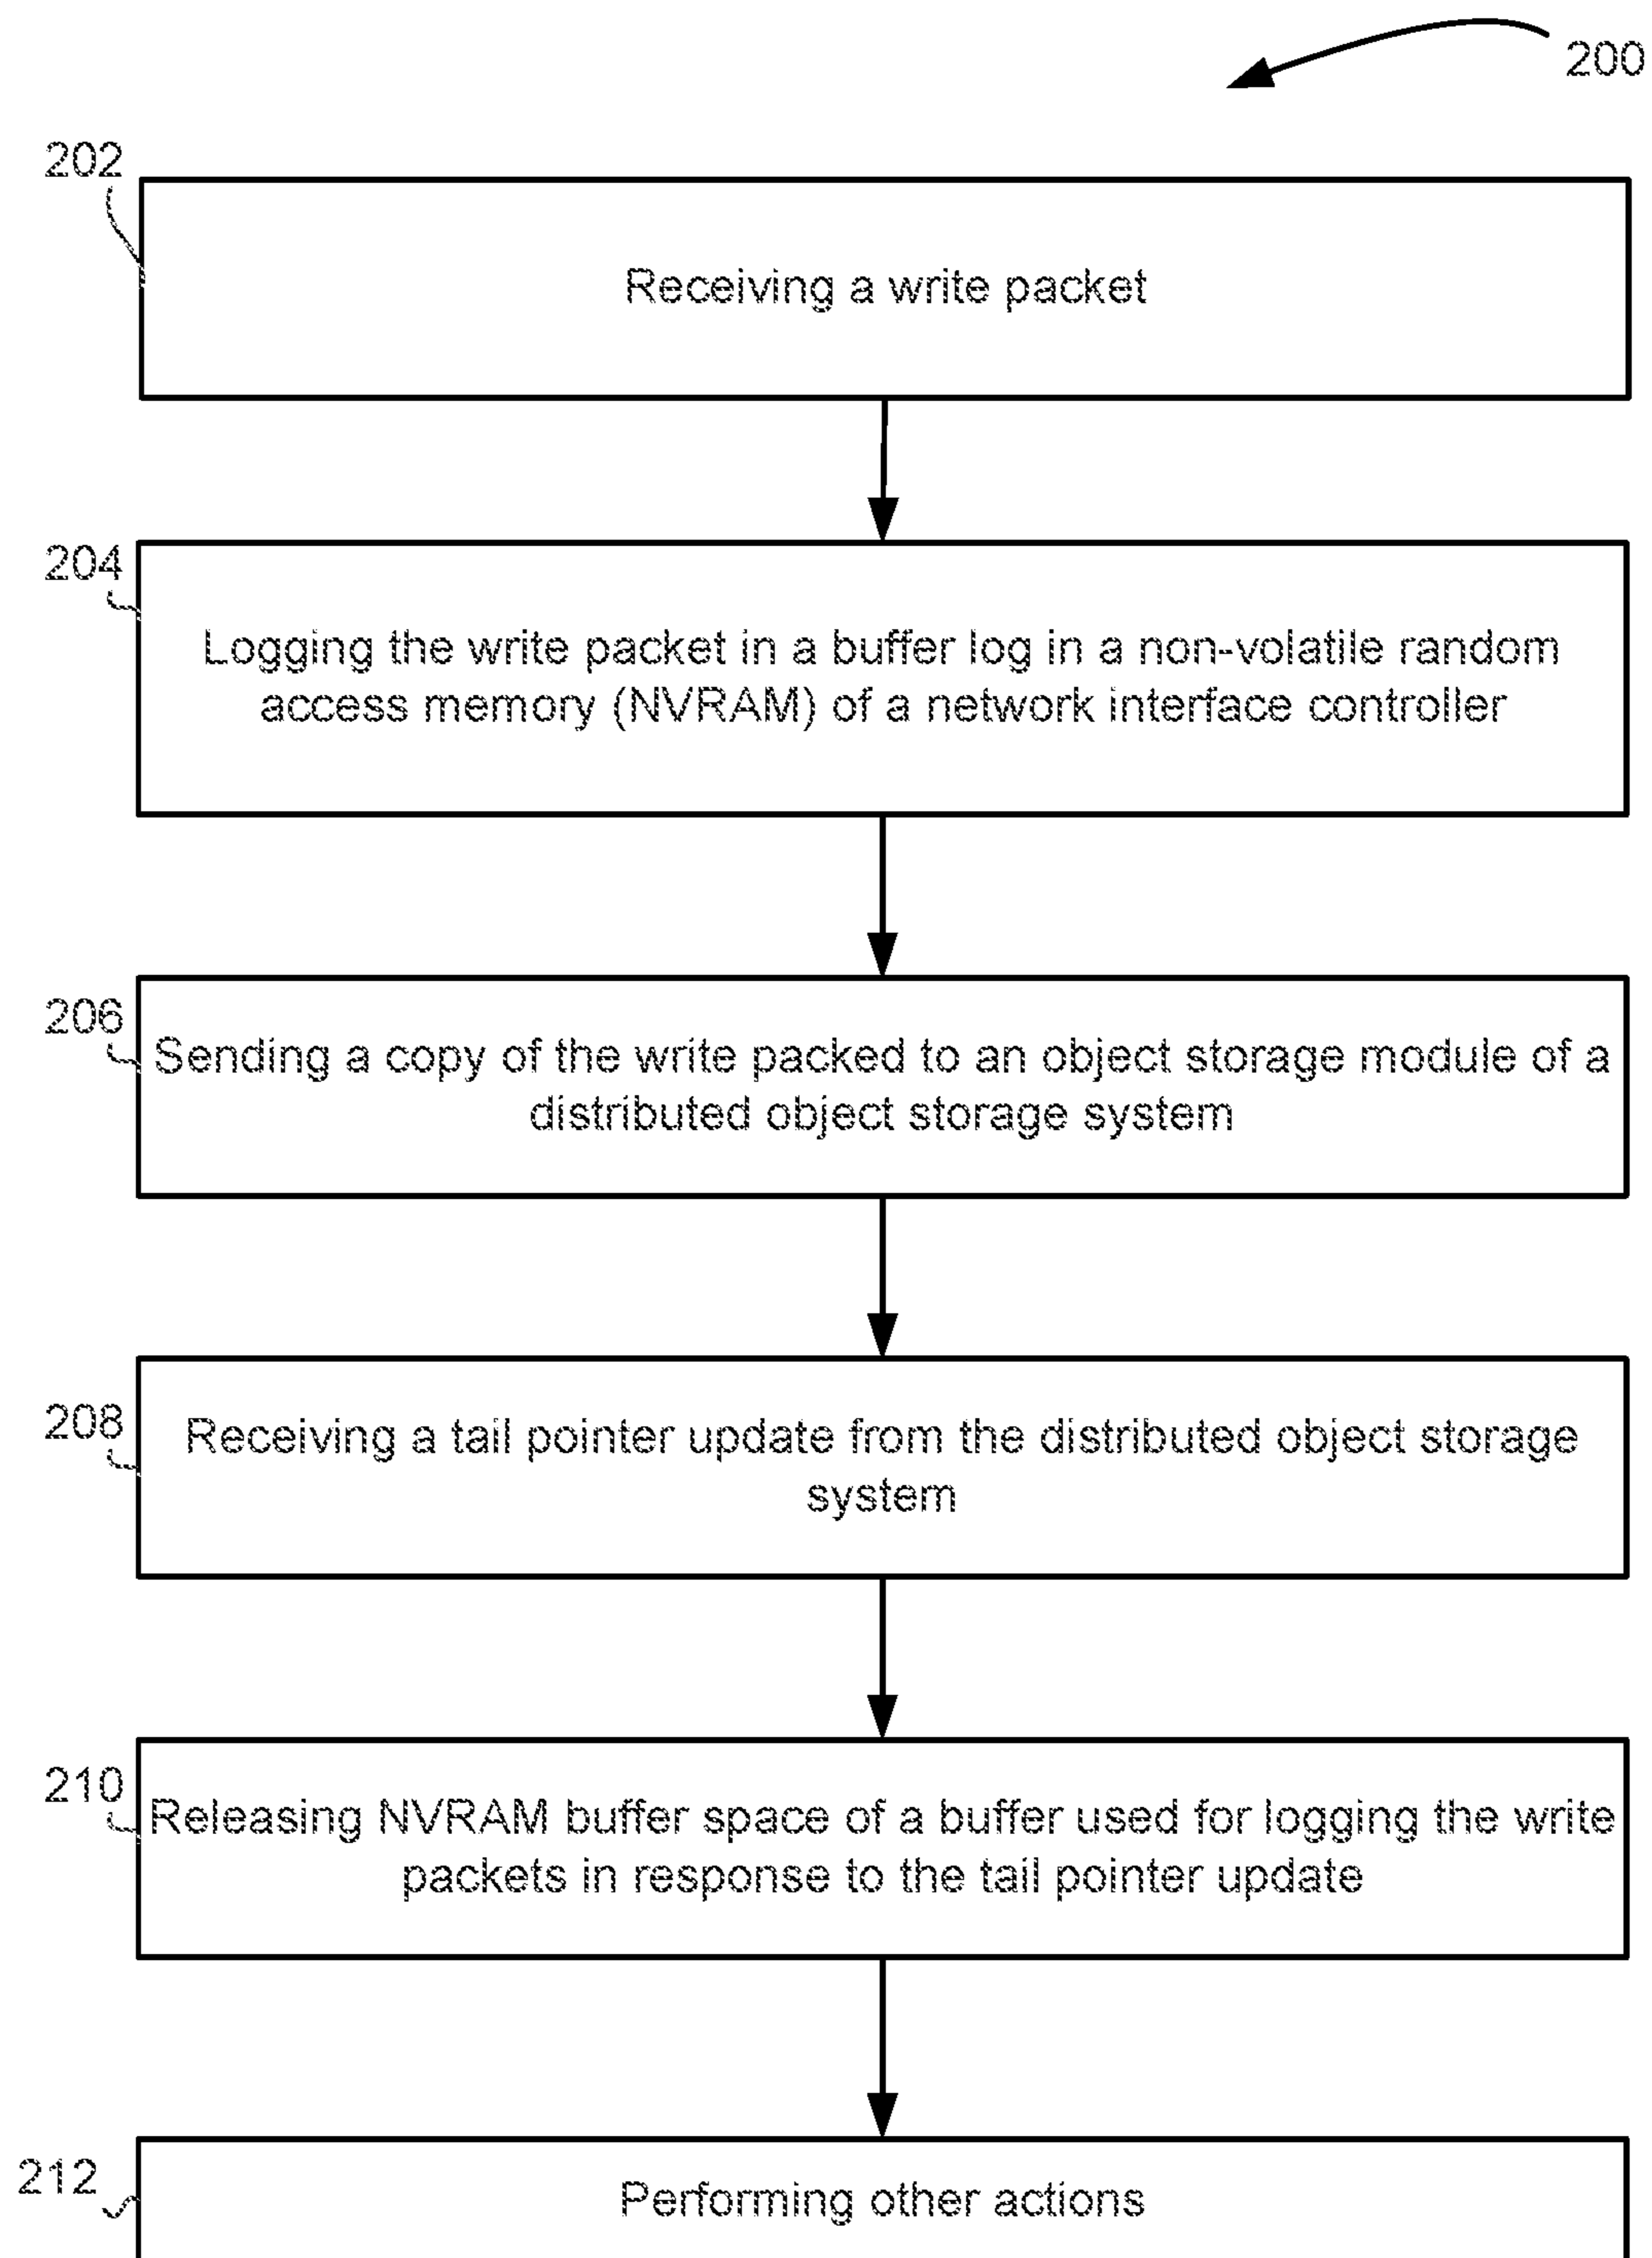 200
202
Receiving a write packet
204
Logging the write packet in a buffer log in a non-volatile random
access memory (NVRAM) of a network interface controller
206
Sending a copy of the write packed to an object storage module of a
distributed object storage system
208
Receiving a tail pointer update from the distributed object storage
system
210
Releasing NVRAM buffer space of a buffer used for logging the write
packets in response to the tail pointer update
212
Performing other actions